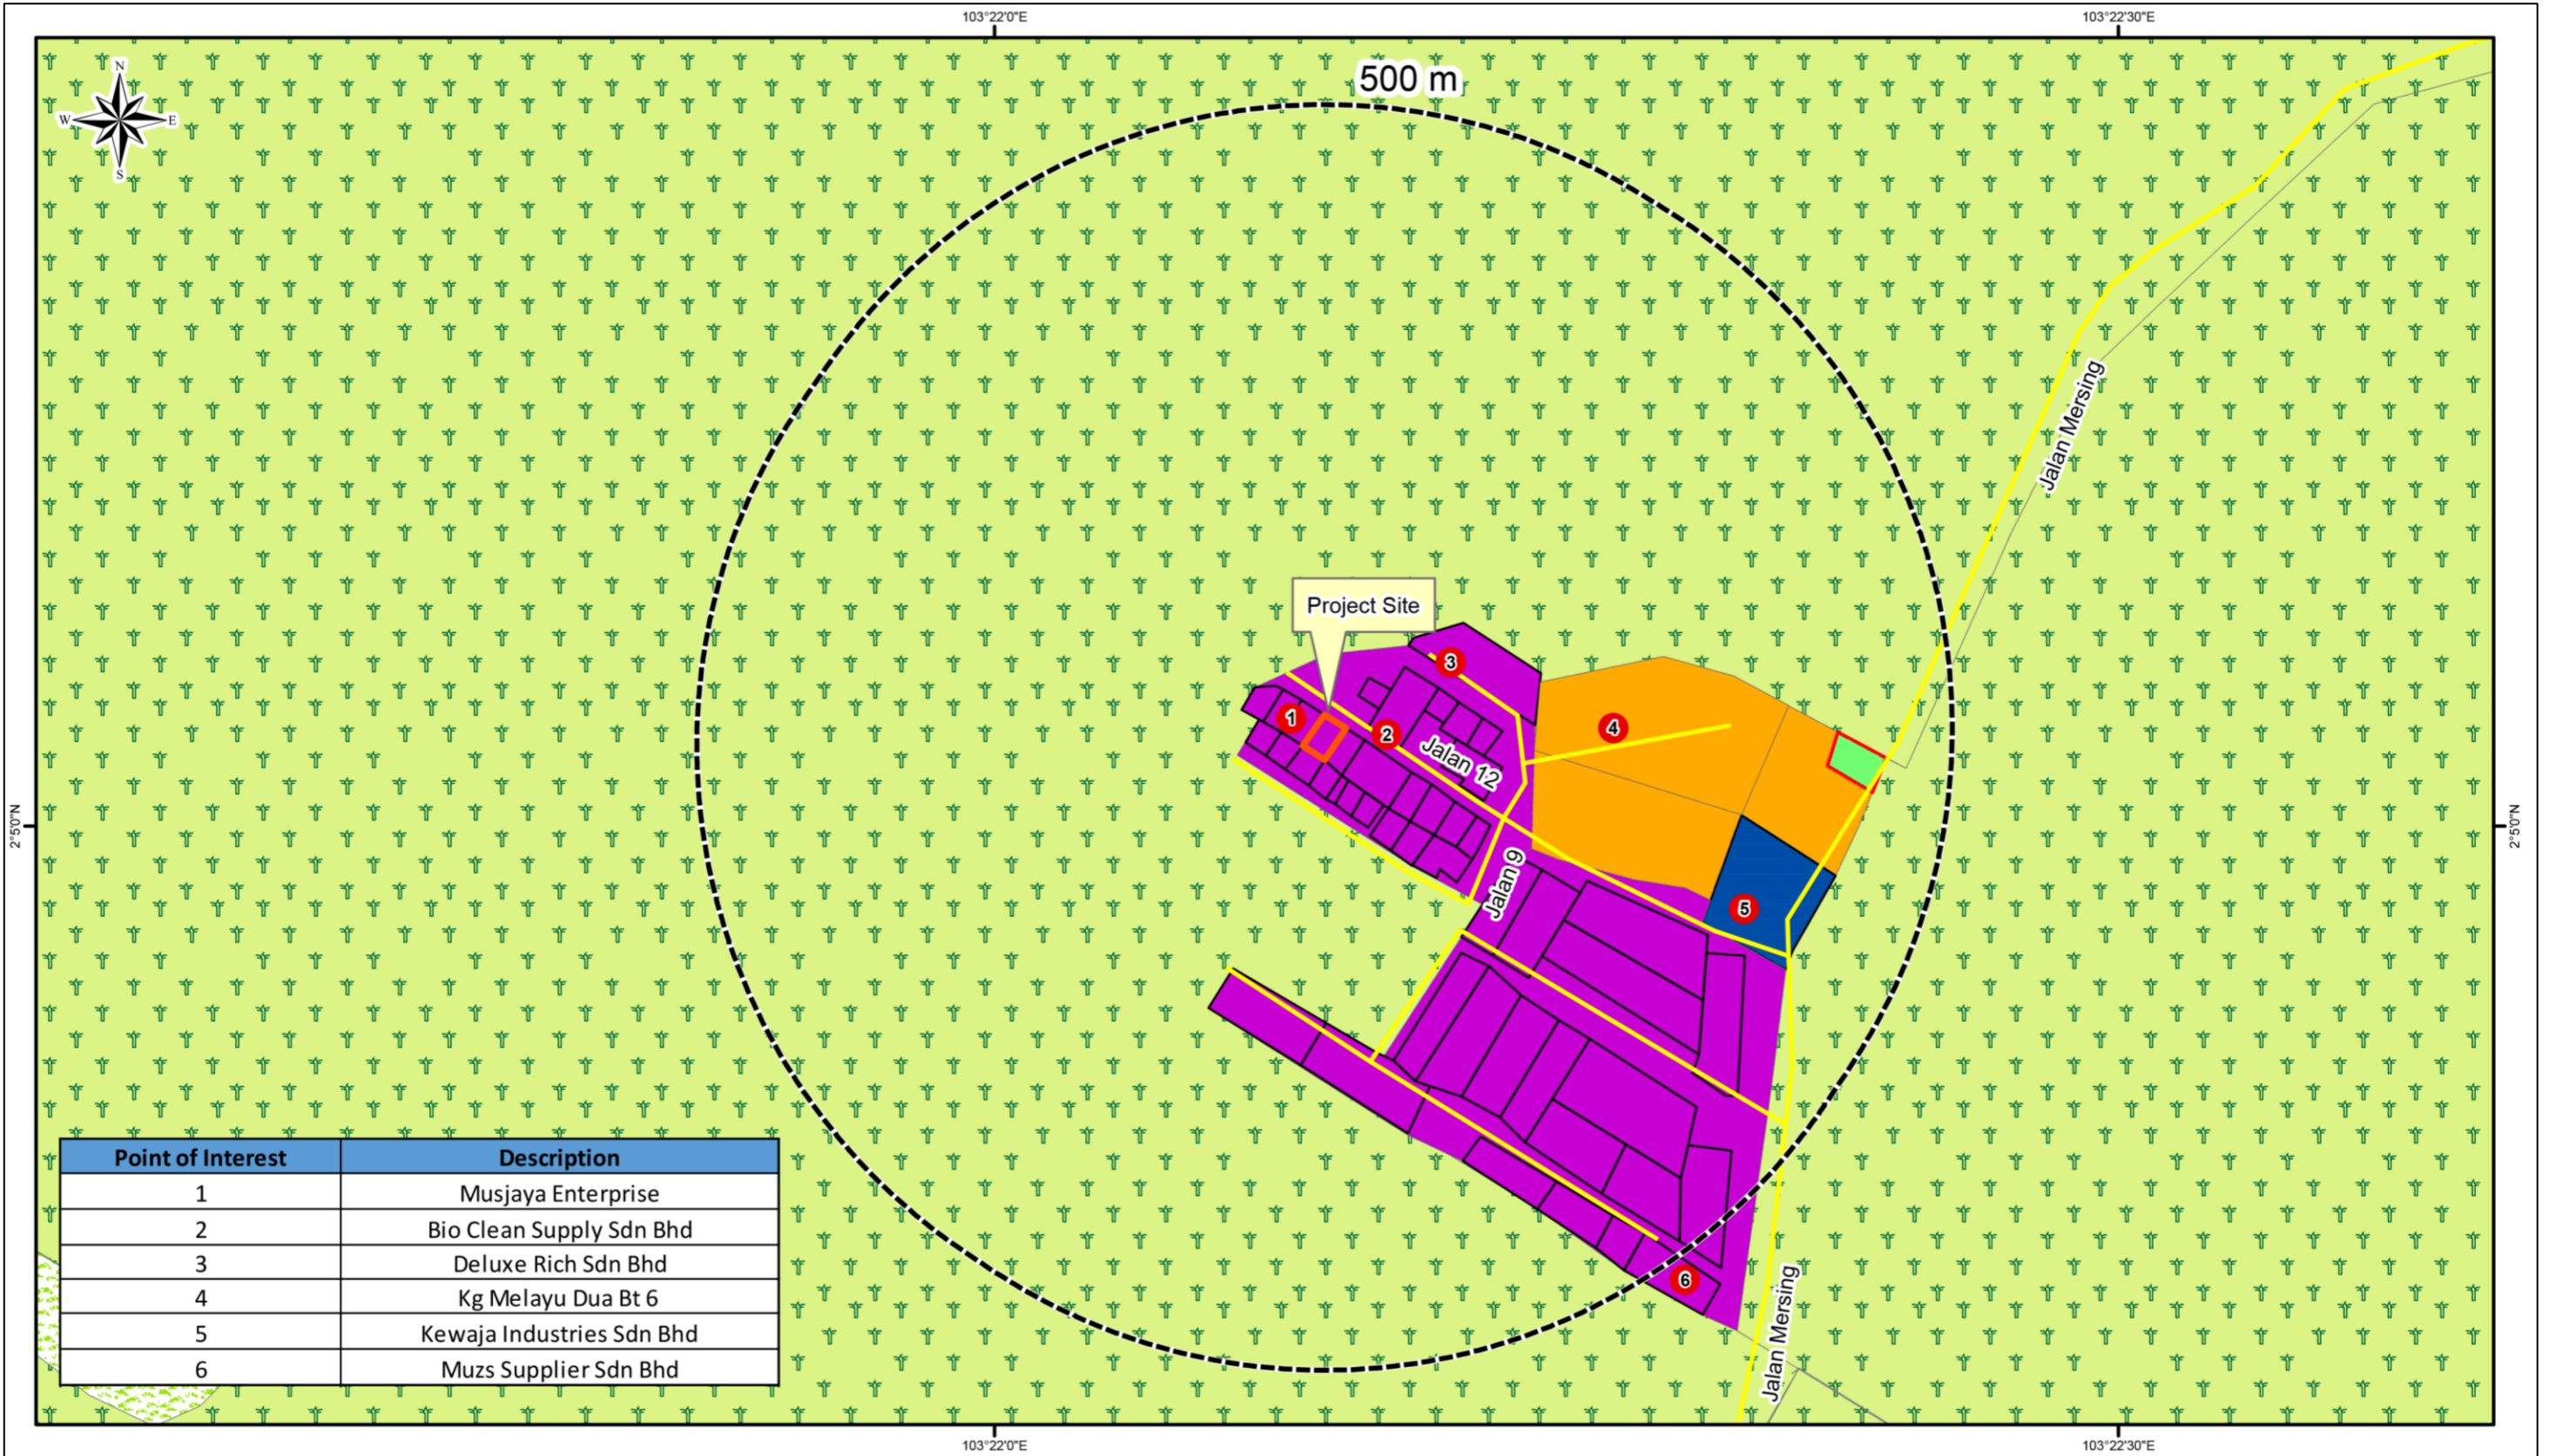 103°22'0"E
103°22'30"E
N
W E
S
500 m
Jalan Mersing
Project Site
3
1
2
4
Jalan 12
2°5'0"N
2°5'0"N
Jalan 9
5
6
Jalan Mersing
Point of Interest Description
1 Musjaya Enterprise
2 Bio Clean Supply Sdn Bhd
3 Deluxe Rich Sdn Bhd
4 Kg Melayu Dua Bt 6
5 Kewaja Industries Sdn Bhd
6 Muzs Supplier Sdn Bhd
103°22'0"E
103°22'30"E